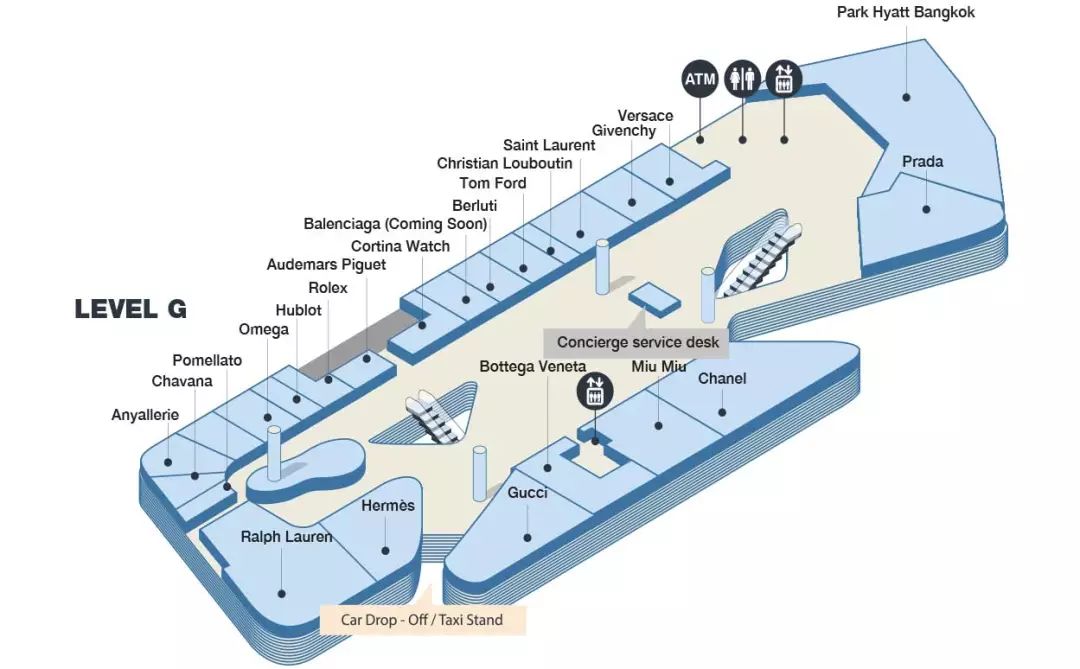 Park Hyatt Bangkok
ATM
Versace
Givenchy
Saint Laurent
Christian Louboutin
Prada
Tom Ford
Berluti
Balenciaga (Coming Soon)
Cortina Watch
Audemars Piguet
Rolex
LEVEL G
Hublot
Omega
Concierge service desk
Pomellato
Bottega Veneta
Miu Miu
Chavana
Chanel
Anyallerie
Gucci
Hermès
Ralph Lauren
Car Drop - Off / Taxi Stand